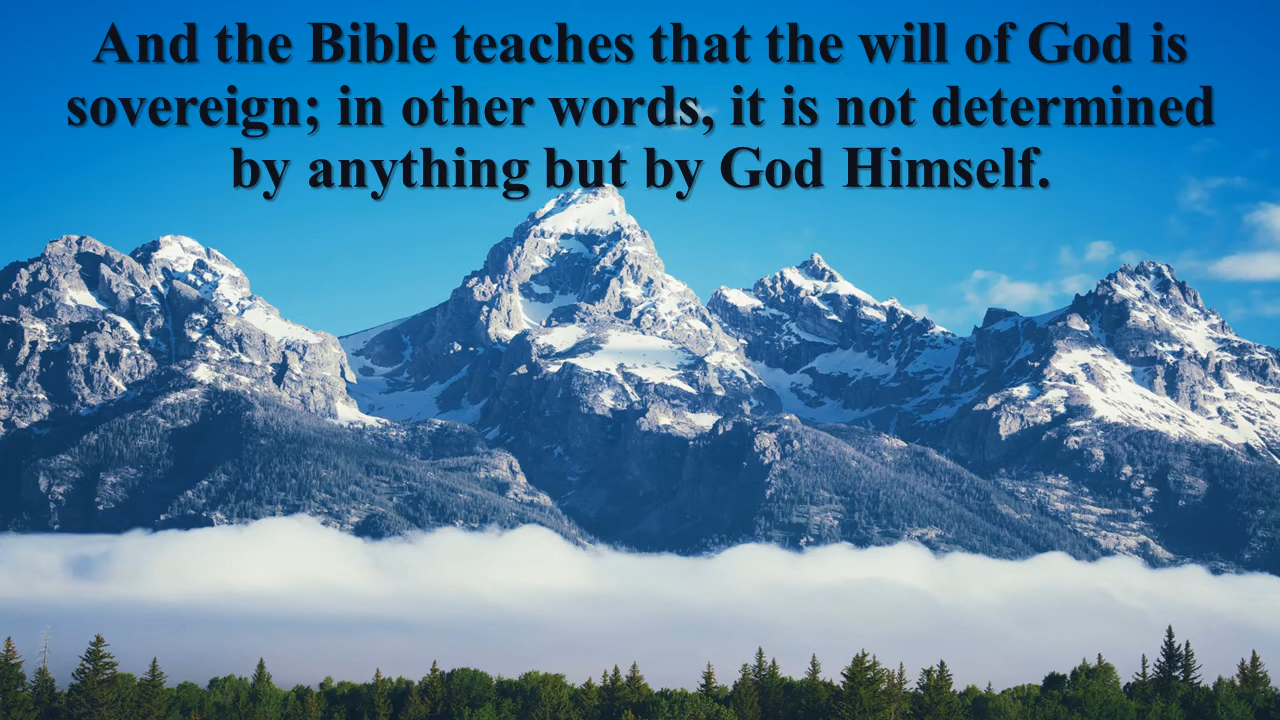 And the Bible teaches that the will of God is
sovereign; in other words, it is not determined
by anything but by God Himself.